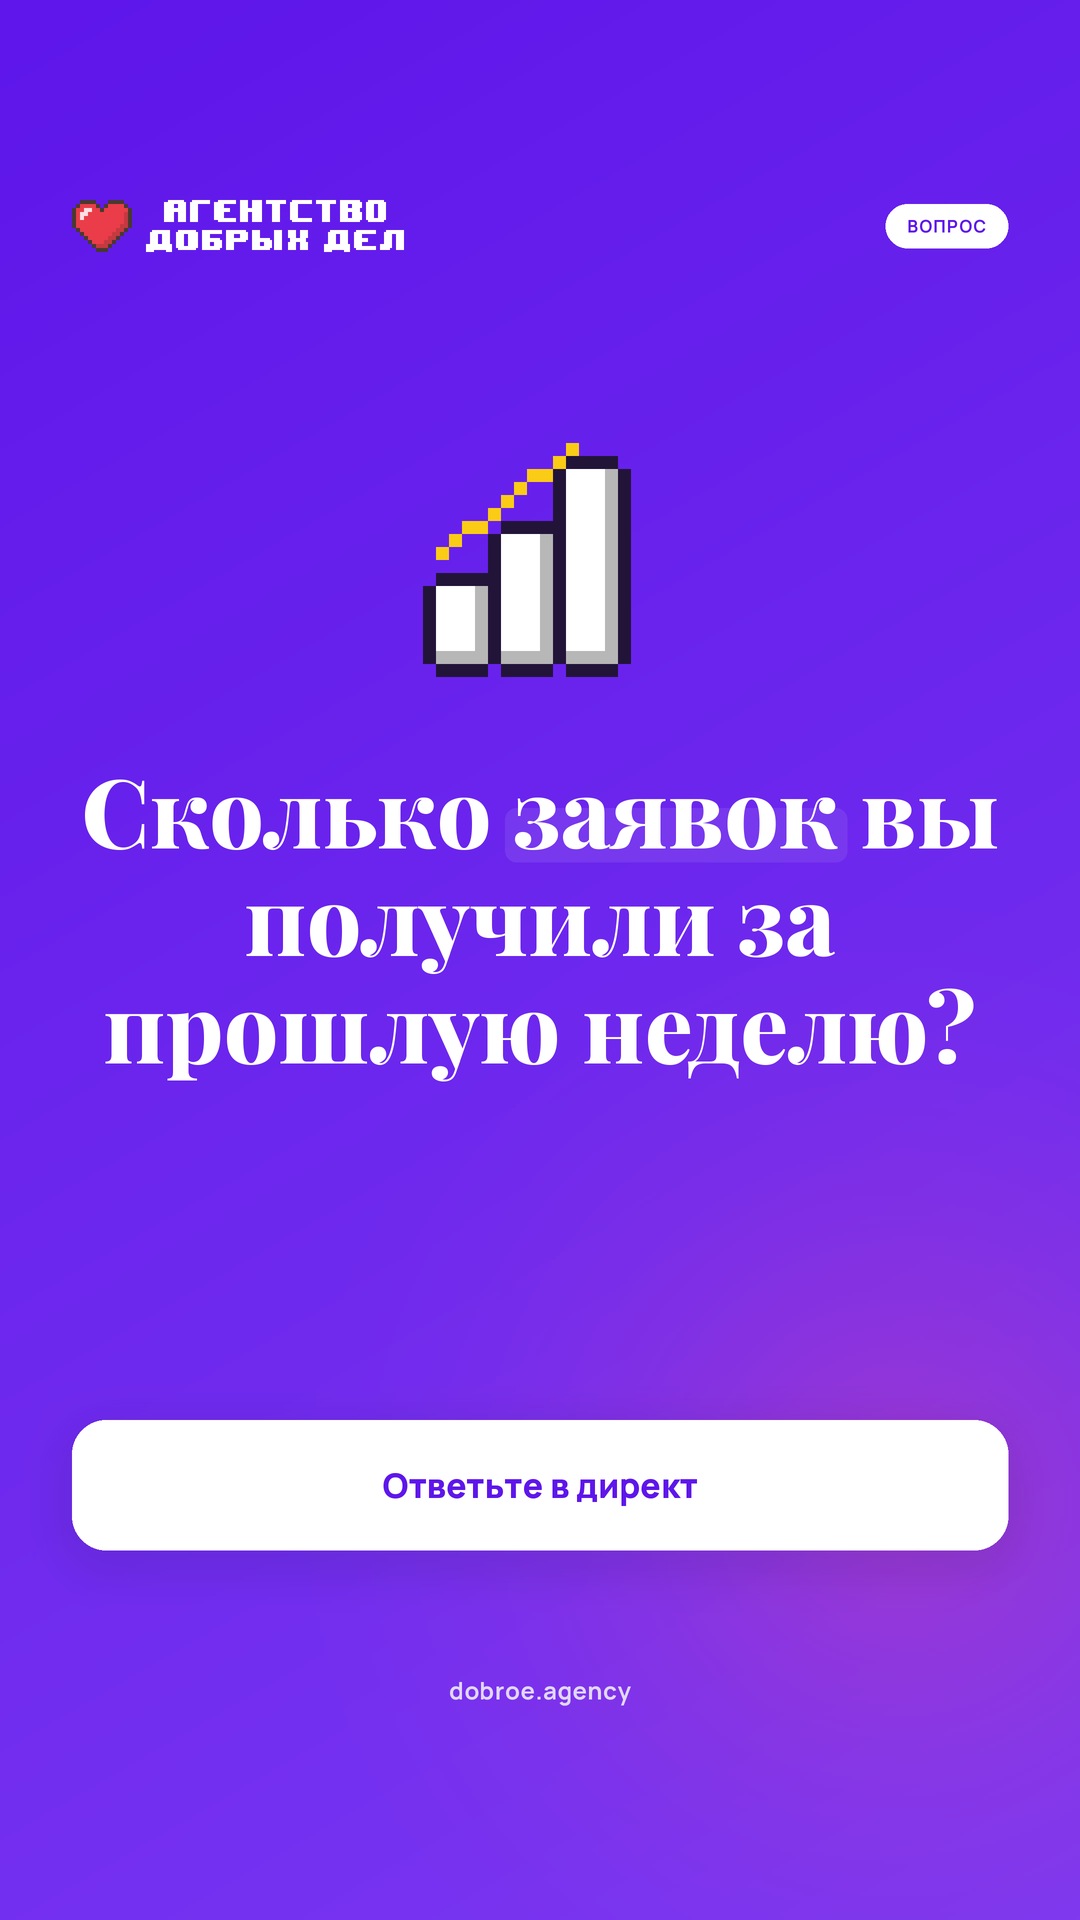 АГЕНТСТВО
ДОБРЫХ ДЕЛ
ВОПРОС
Сколько заявок вы
получили за
прошлую неделю?
Ответьте в директ
dobroe.agency